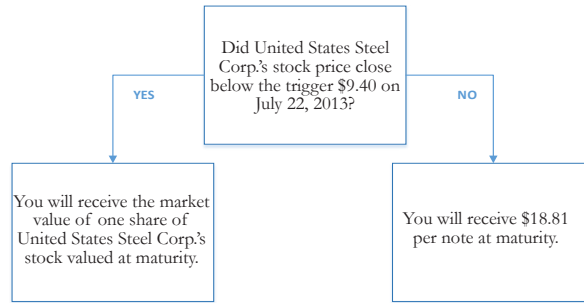 Did United States Steel
Corp.'s stock price close
below the trigger $9.40 on
July 22, 2013?
YES
NO
You will receive the market
value of one share of
United States Steel Corp.'s
stock valued at maturity.
You will receive $18.81
per note at maturity.